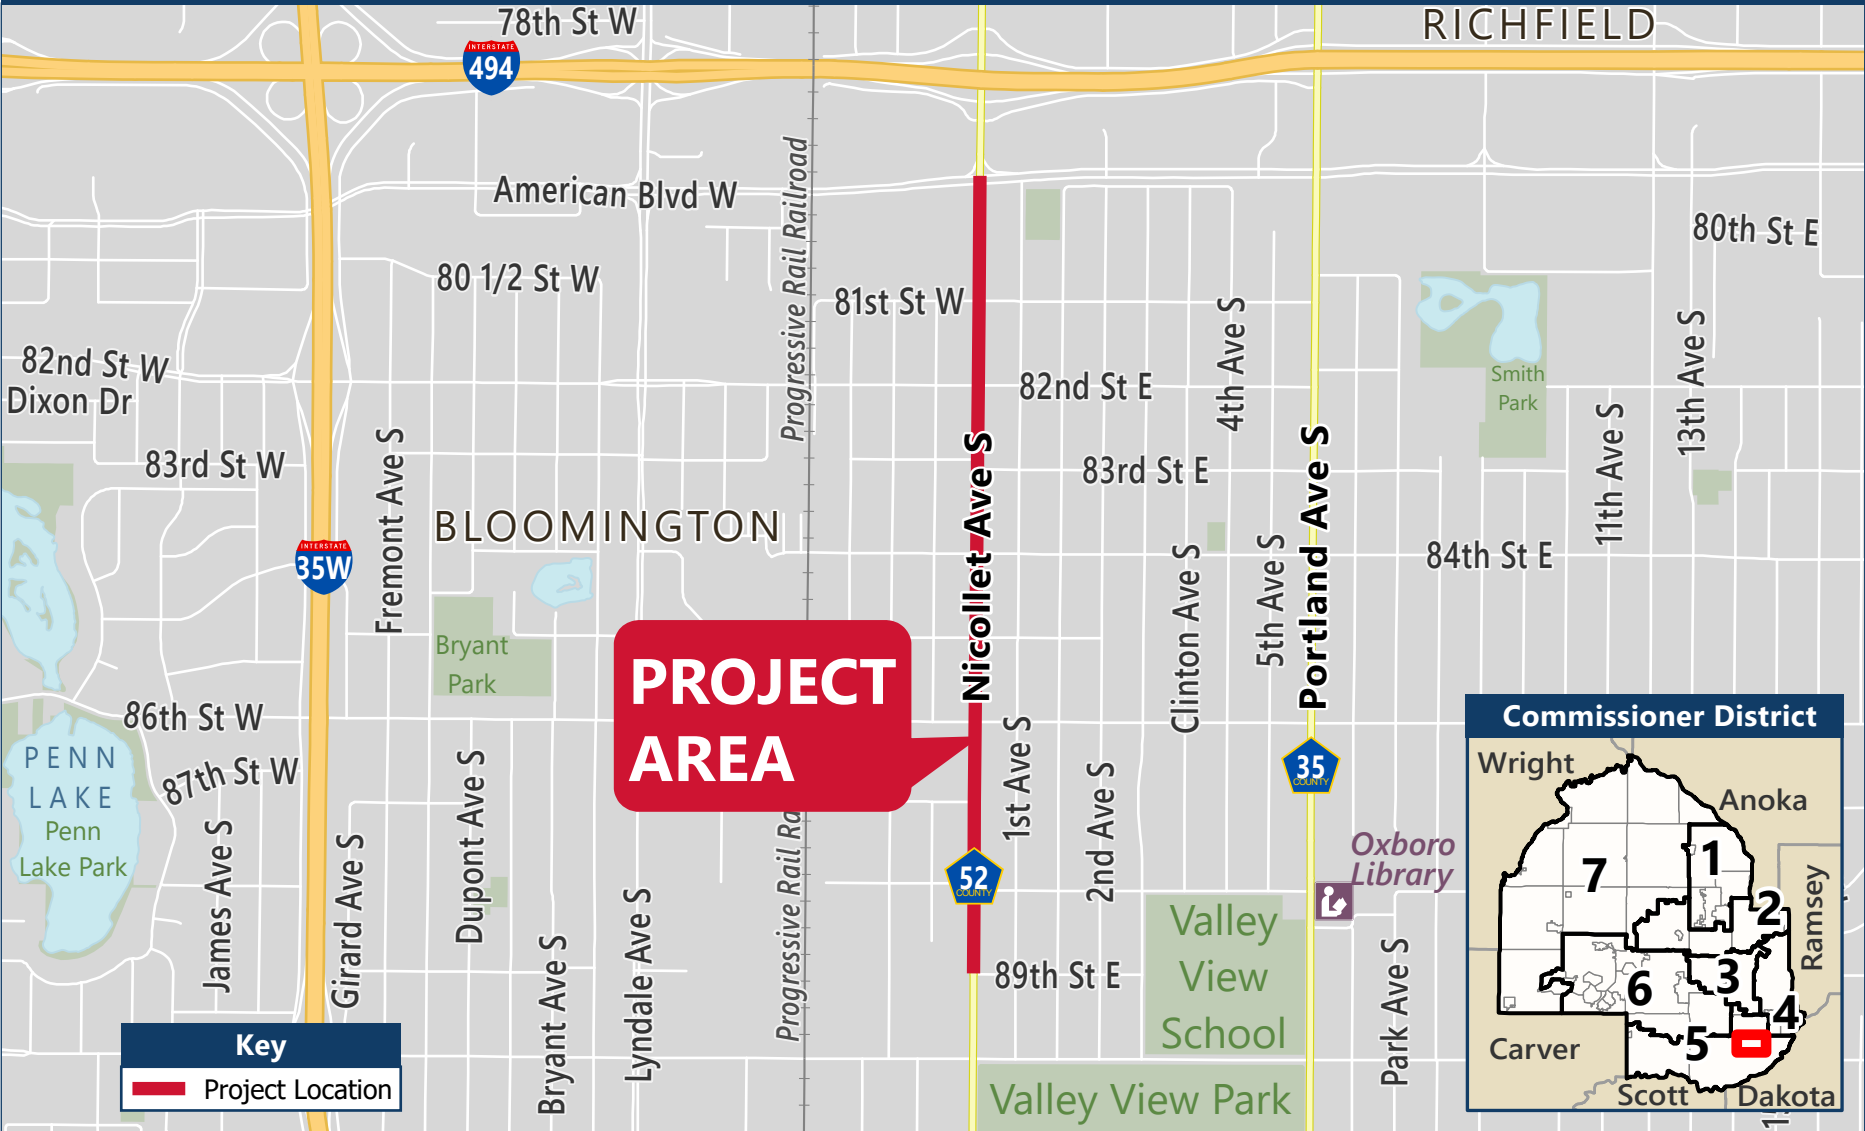 78th St W
RICHFIELD
INTERSTATE
494
American Blvd W
Progressive Rail Railroad
80th St E
80 1/2 St W
81st St W
4th Ave S
13th Ave S
82nd St W
82nd St E
Smith
Park
Dixon Dr
11th Ave S
83rd St W
Fremont Ave S
Nicollet Ave S
83rd St E
Portland Ave S
BLOOMINGTON
INTERSTATE
35W
Clinton Ave S
5th Ave S
84th St E
Bryant
Park
PROJECT
AREA
86th St W
1st Ave S
PENN
LAKE
Penn
Lake Park
87th St W
Dupont Ave S
2nd Ave S
35
COUNTY
James Ave S
Girard Ave S
Progressive Rail Ra
52
COUNTY
Oxboro
Library
Lyndale Ave S
Bryant Ave S
89th St E
Valley
View
School
Park Ave S
Valley View Park
Key
Project Location
Commissioner District
Wright
Anoka
7
1
2
Ramsey
6
3
4
5
Carver
Scott
Dakota